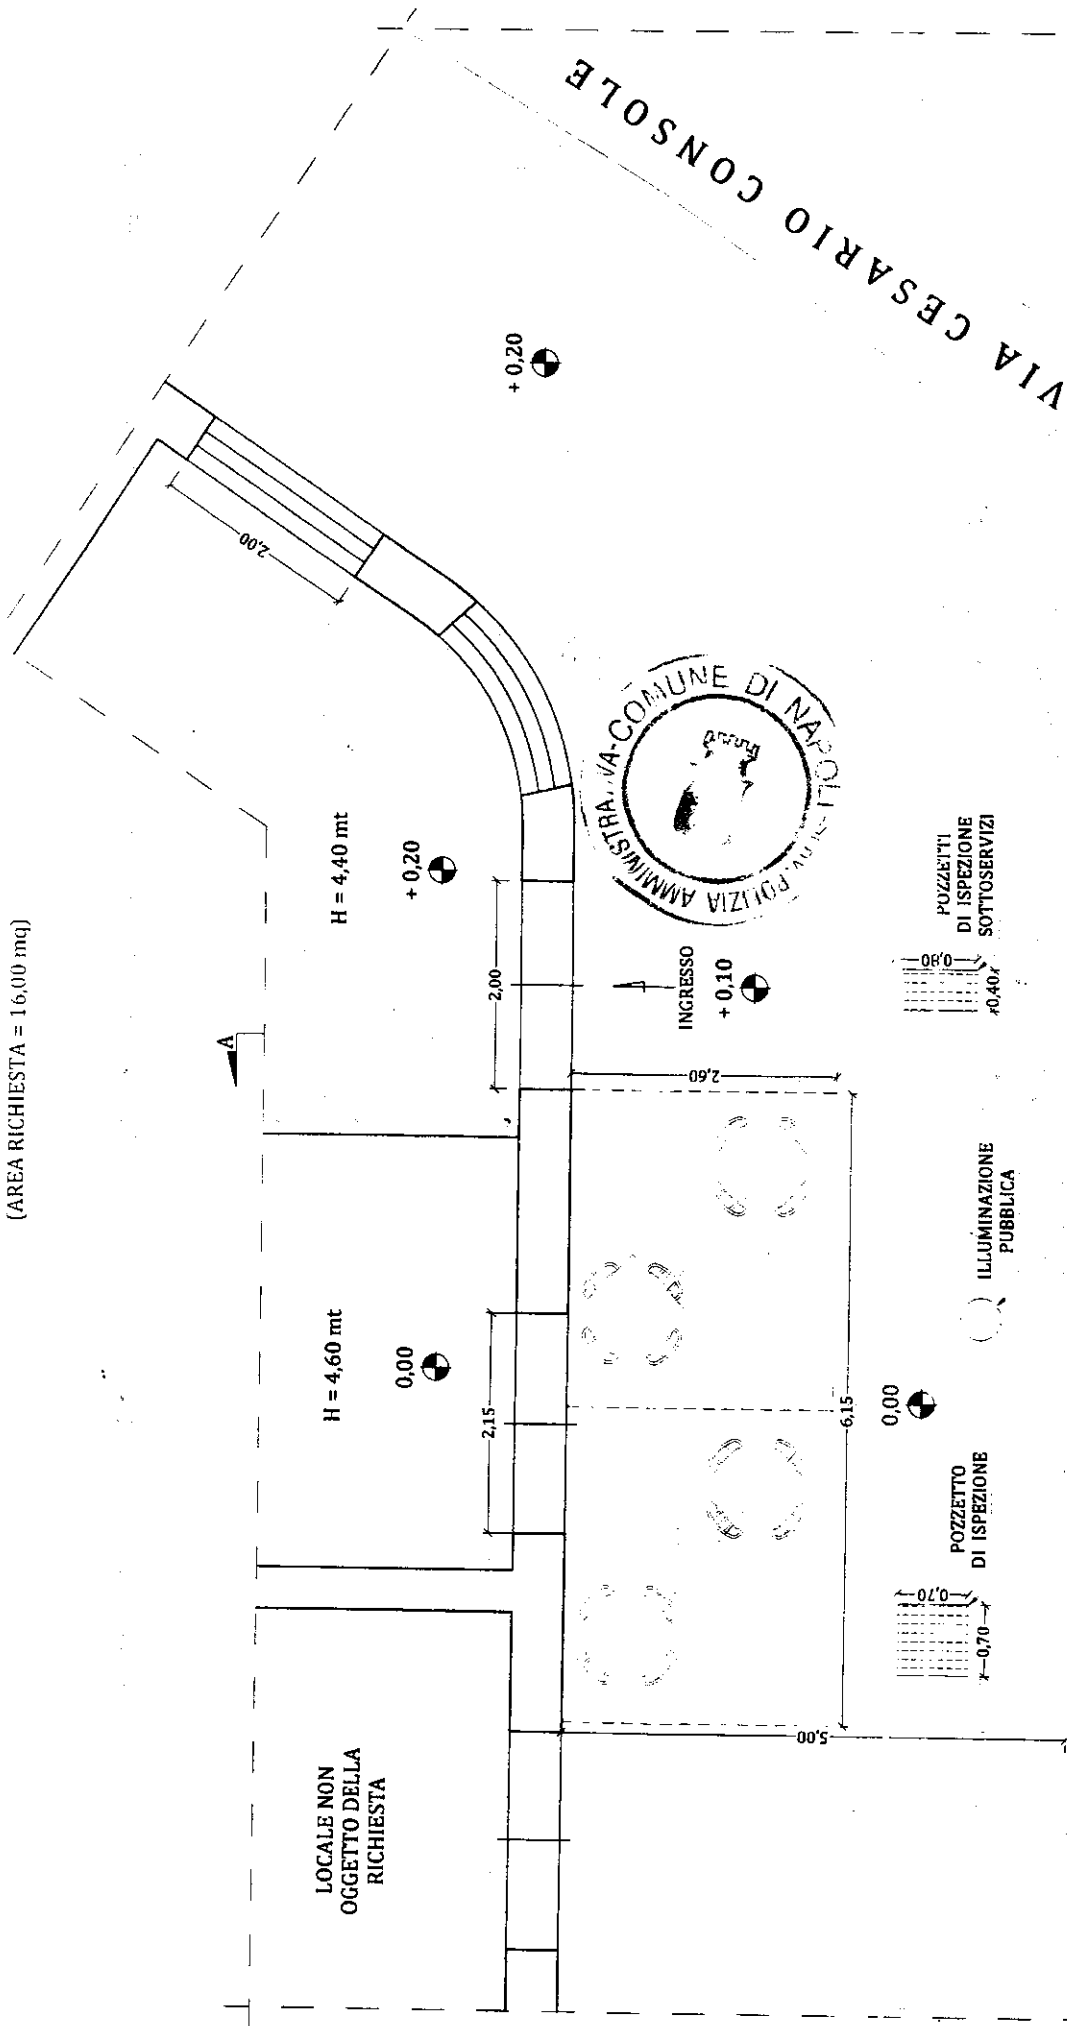 (AREA RICHIESTA = 16,00 mq)
VIA CESARIO CONSOLE
+ 0,20
2,00
H = 4,40 mt
+ 0,20
A
2,00
INGRESSO
+ 0,10
COMUNE DI NAPOLI
POLIZIA AMMINISTRA
POZZETTI
DI ISPEZIONE
SOTTOSERVIZI
0,80
0,40
2,60
H = 4,60 mt
0,00
2,15
6,15
ILLUMINAZIONE
PUBBLICA
0,00
POZZETTO
DI ISPEZIONE
0,70
0,70
5,00
LOCALE NON
OGGETTO DELLA
RICHIESTA